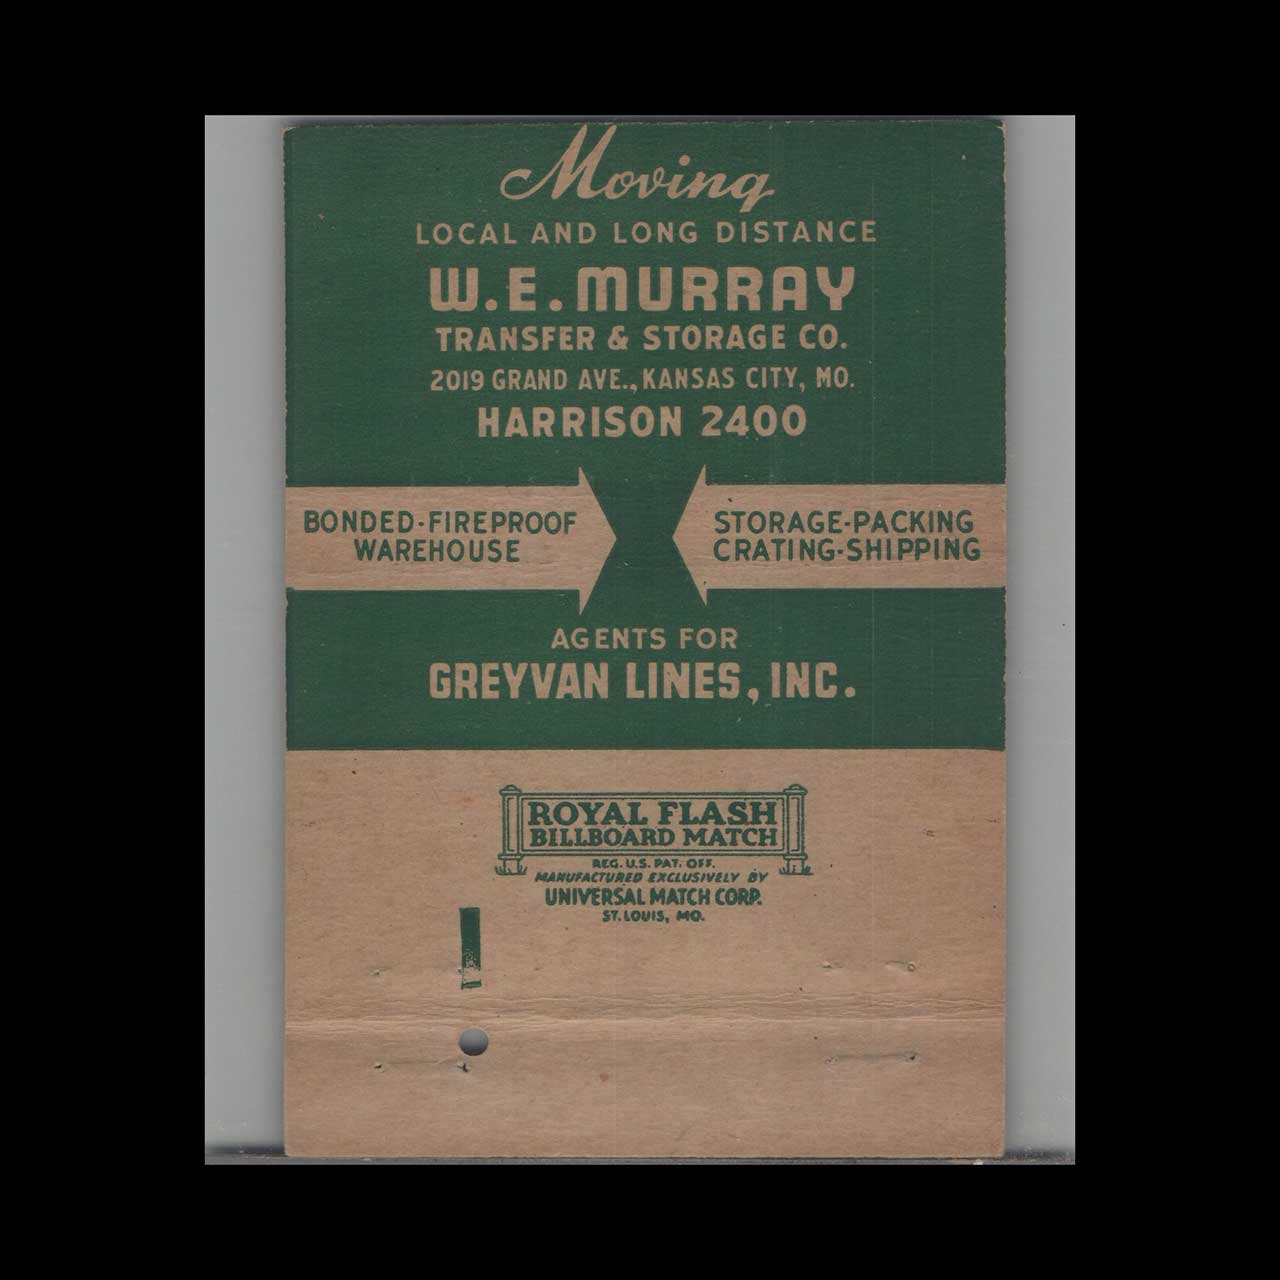 Moving
LOCAL AND LONG DISTANCE
W.E. MURRAY
TRANSFER & STORAGE CO.
2019 GRAND AVE., KANSAS CITY, MO.
HARRISON 2400
BONDED-FIREPROOF
WAREHOUSE
STORAGE-PACKING
CRATING-SHIPPING
AGENTS FOR
GREYVAN LINES, INC.
ROYAL FLASH
BILLBOARD MATCH
REG. U.S. PAT. OFF.
MANUFACTURED EXCLUSIVELY BY
UNIVERSAL MATCH CORP.
ST. LOUIS, MO.